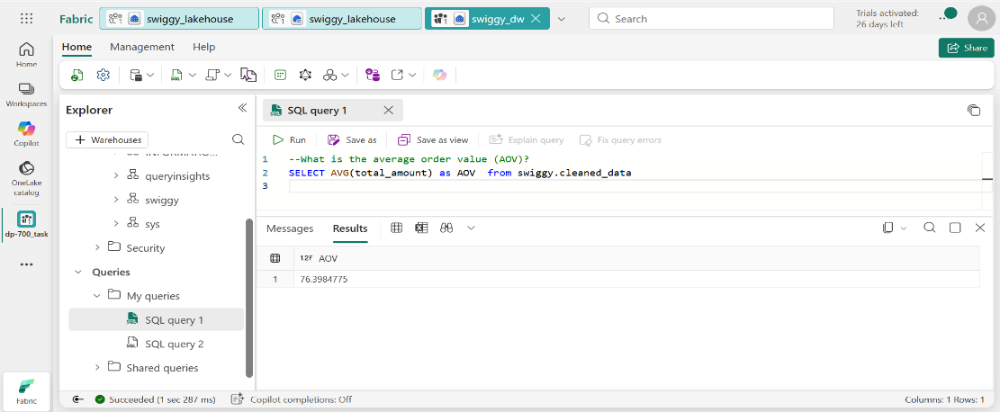 Fabric
swiggy_lakehouse
swiggy_lakehouse
swiggy_dw
Search
Trials activated:
26 days left
Home
Management
Help
Share
Home
Workspaces
Copilot
OneLake
catalog
dp-700_task
Fabric
Explorer
Warehouses
queryinsights
swiggy
sys
Security
Queries
My queries
SQL query 1
SQL query 2
Shared queries
SQL query 1
Run
Save as
Save as view
Explain query
Fix query errors
1 --What is the average order value (AOV)?
2 SELECT AVG(total_amount) as AOV from swiggy.cleaned_data
3
Messages
Results
12F AOV
1 76.3984775
Succeeded (1 sec 287 ms)
Copilot completions: Off
Columns: 1 Rows: 1